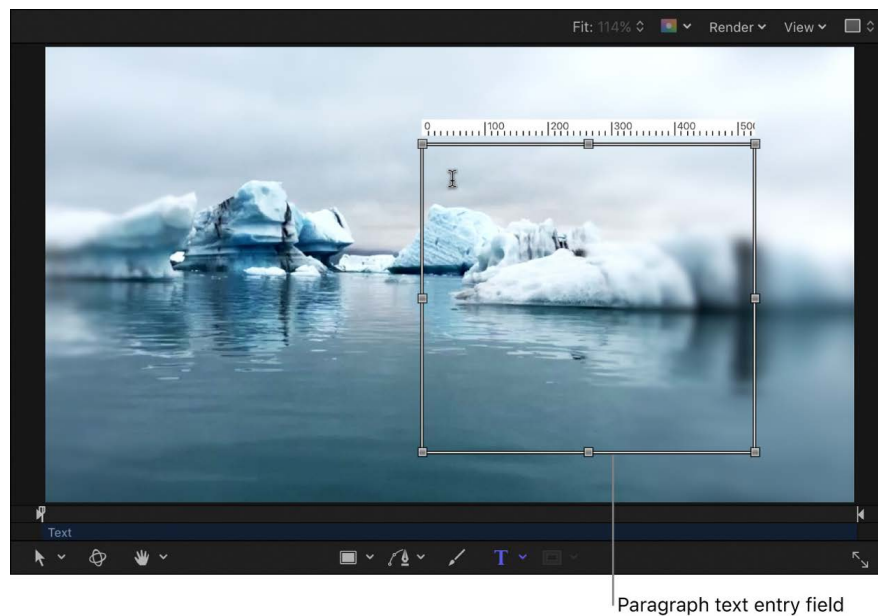 Fit: 114% Render View
0 100 200 300 400 500
Text
T
Paragraph text entry field